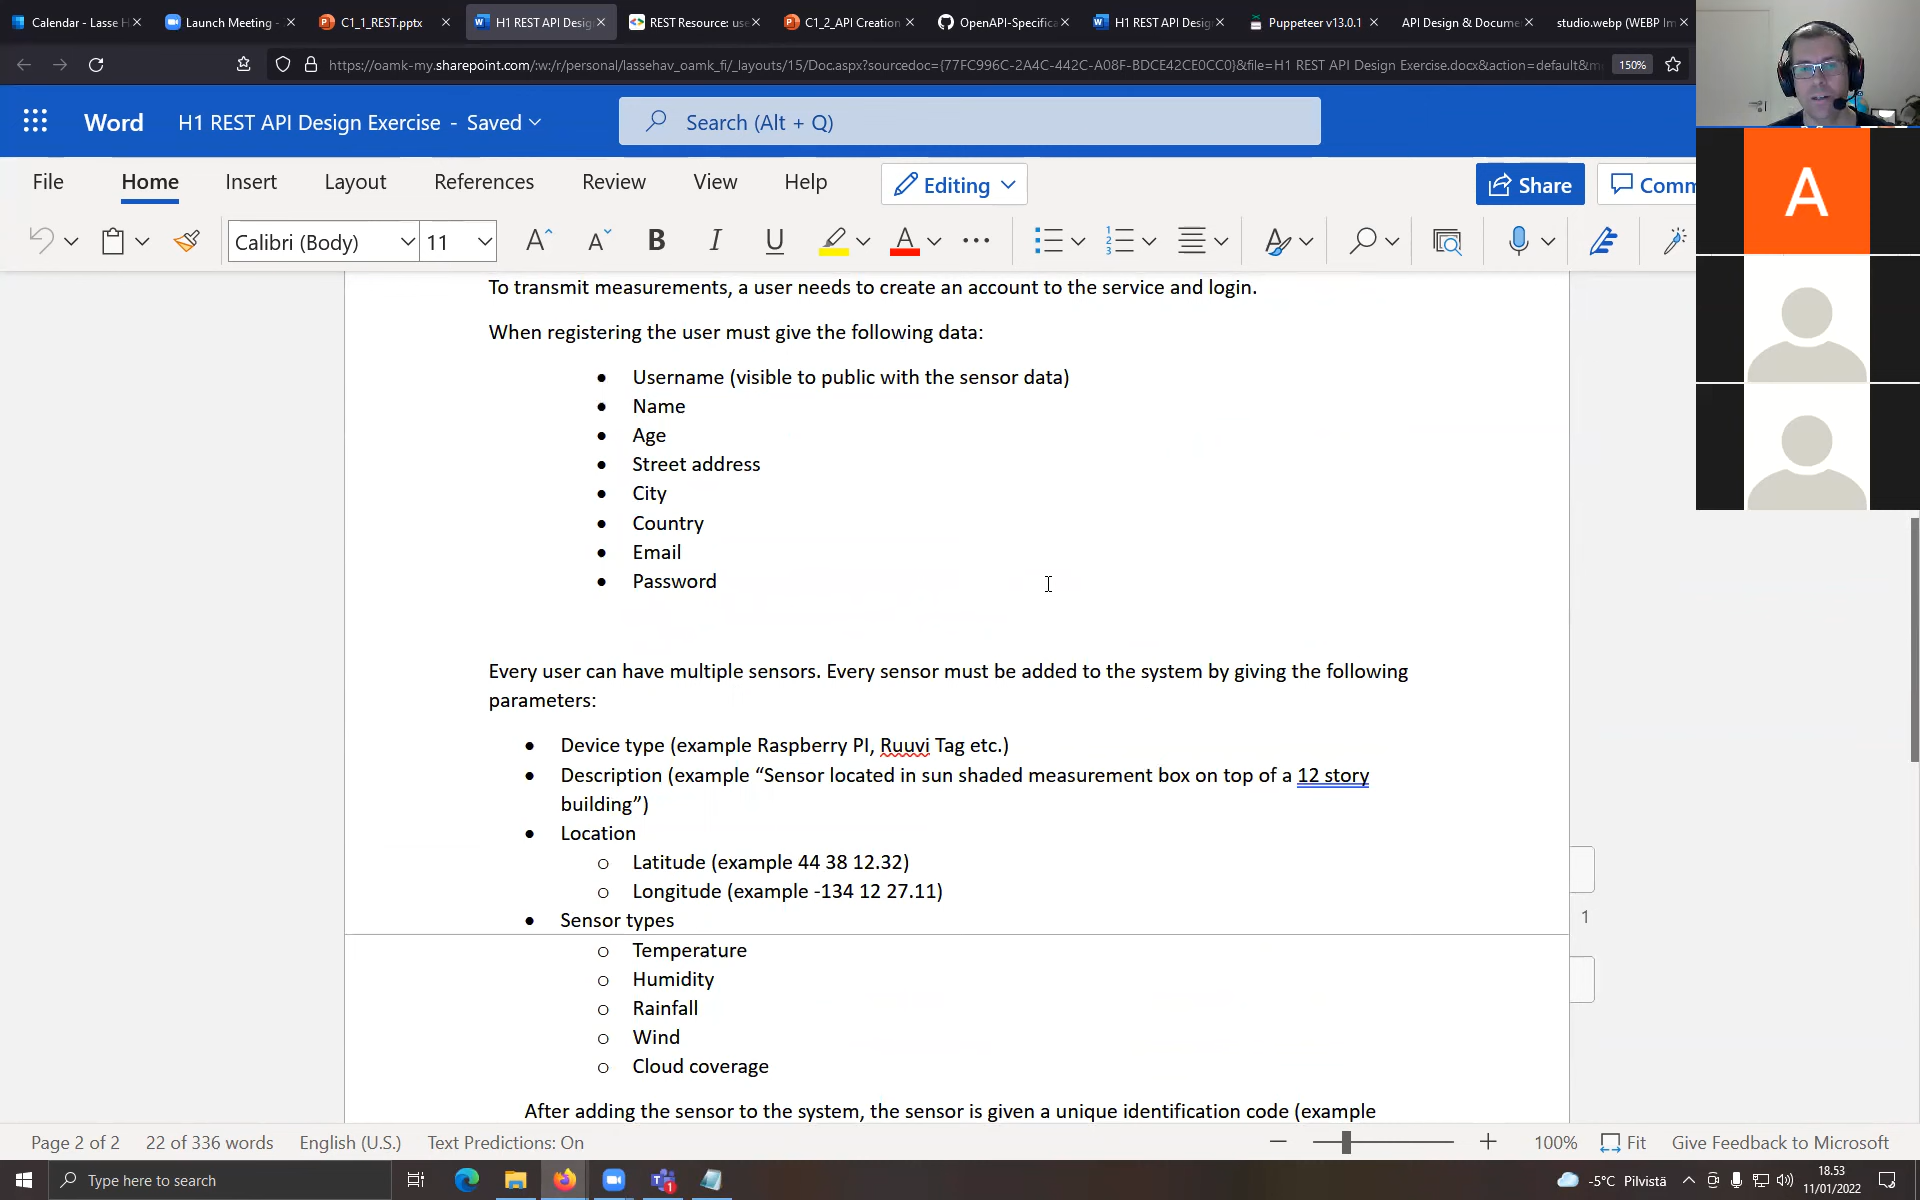 Calendar - Lasse H
Launch Meeting -
C1_1_REST.pptx
H1 REST API Desig
REST Resource: use
C1_2_API Creation
OpenAPI-Specifica
H1 REST API Desig
Puppeteer v13.0.1
API Design & Docume
studio.webp (WEBP Im
https://oamk-my.sharepoint.com/:w:/r/personal/lassehav_oamk_fi/_layouts/15/Doc.aspx?sourcedoc={77FC996C-2A4C-442C-A08F-BDCE42CE0CC0}&file=H1 REST API Design Exercise.docx&action=default&m
150%
Word
H1 REST API Design Exercise - Saved
Search (Alt + Q)
File
Home
Insert
Layout
References
Review
View
Help
Editing
Share
Comm
Calibri (Body)
11
To transmit measurements, a user needs to create an account to the service and login.
When registering the user must give the following data:
• Username (visible to public with the sensor data)
• Name
• Age
• Street address
• City
• Country
• Email
• Password
Every user can have multiple sensors. Every sensor must be added to the system by giving the following
parameters:
• Device type (example Raspberry PI, Ruuvi Tag etc.)
• Description (example “Sensor located in sun shaded measurement box on top of a 12 story
building”)
• Location
o Latitude (example 44 38 12.32)
o Longitude (example -134 12 27.11)
• Sensor types
o Temperature
o Humidity
o Rainfall
o Wind
o Cloud coverage
After adding the sensor to the system, the sensor is given a unique identification code (example
1
A
Page 2 of 2
22 of 336 words
English (U.S.)
Text Predictions: On
100%
Fit
Give Feedback to Microsoft
Type here to search
-5°C Pilvistä
18.53
11/01/2022